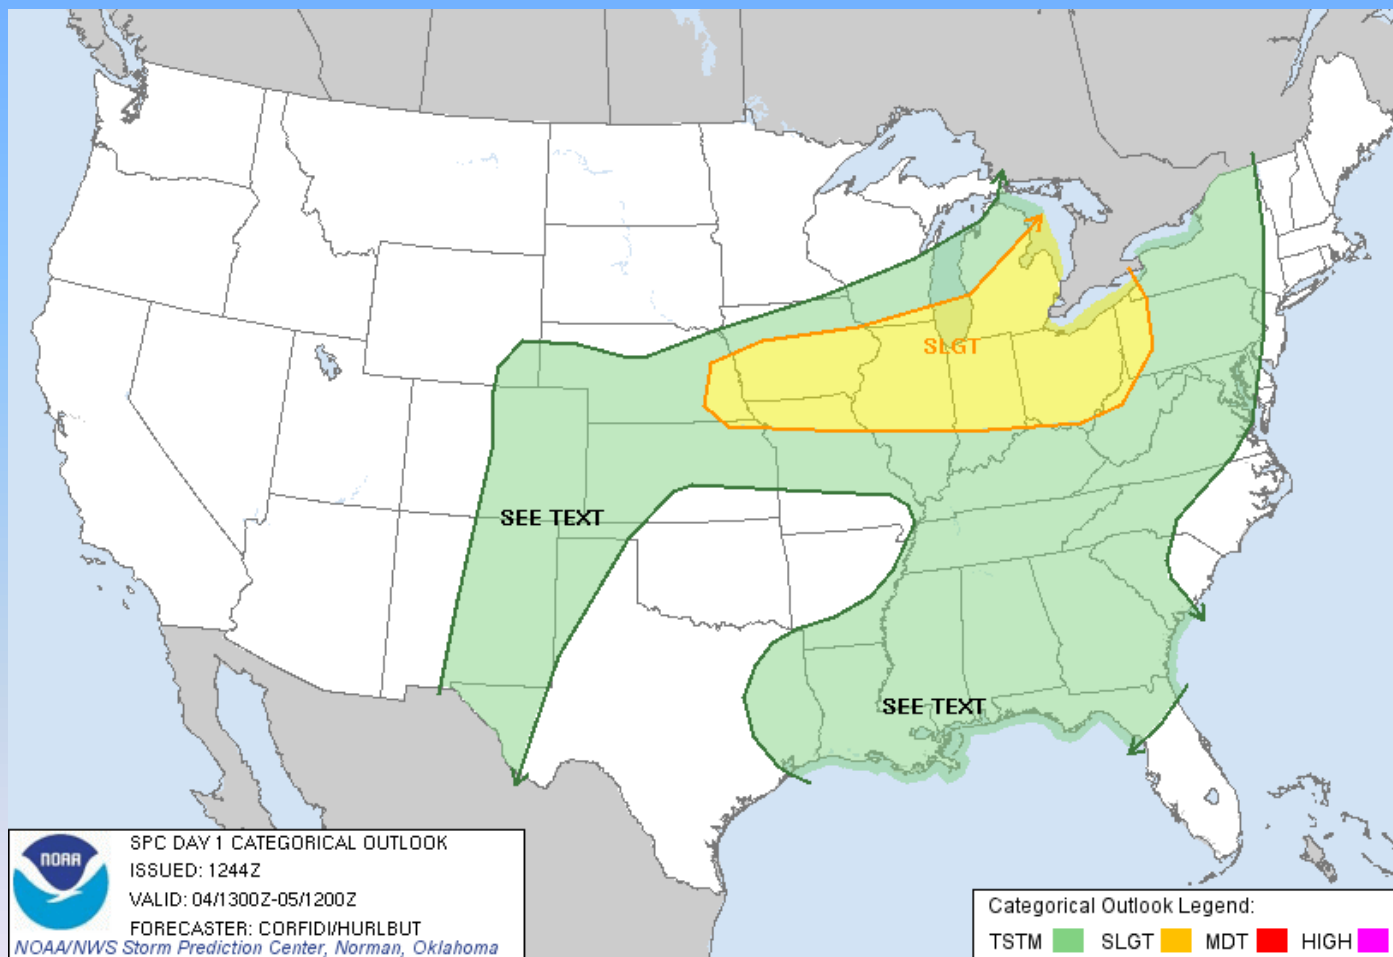 SLGT
SEE TEXT
SEE TEXT
NOAA
SPC DAY 1 CATEGORICAL OUTLOOK
ISSUED: 1244Z
VALID: 04/1300Z-05/1200Z
FORECASTER: CORFIDI/HURLBUT
NOAA/NWS Storm Prediction Center, Norman, Oklahoma
Categorical Outlook Legend:
TSTM SLGT MDT HIGH